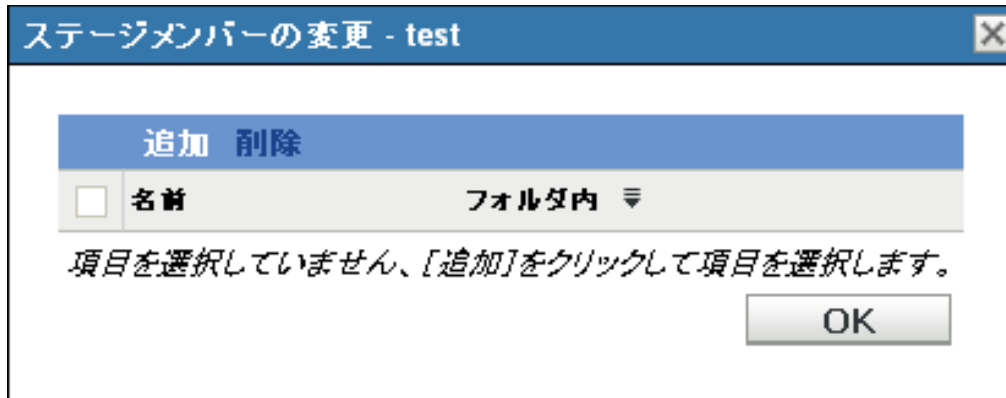 ステージメンバーの変更 - test
追加 削除
名前 フォルダ内
項目を選択していません、[追加]をクリックして項目を選択します。
OK